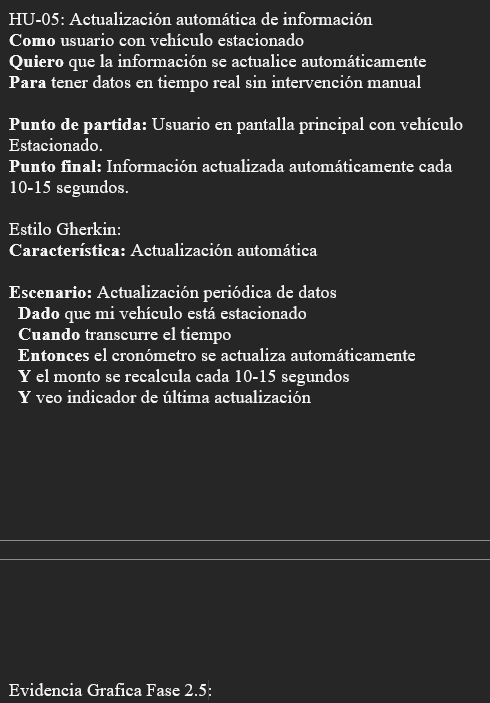 HU-05: Actualización automática de información
Como usuario con vehículo estacionado
Quiero que la información se actualice automáticamente
Para tener datos en tiempo real sin intervención manual
Punto de partida: Usuario en pantalla principal con vehículo
Estacionado.
Punto final: Información actualizada automáticamente cada
10-15 segundos.
Estilo Gherkin:
Característica: Actualización automática
Escenario: Actualización periódica de datos
Dado que mi vehículo está estacionado
Cuando transcurre el tiempo
Entonces el cronómetro se actualiza automáticamente
Y el monto se recalcula cada 10-15 segundos
Y veo indicador de última actualización
Evidencia Grafica Fase 2.5: